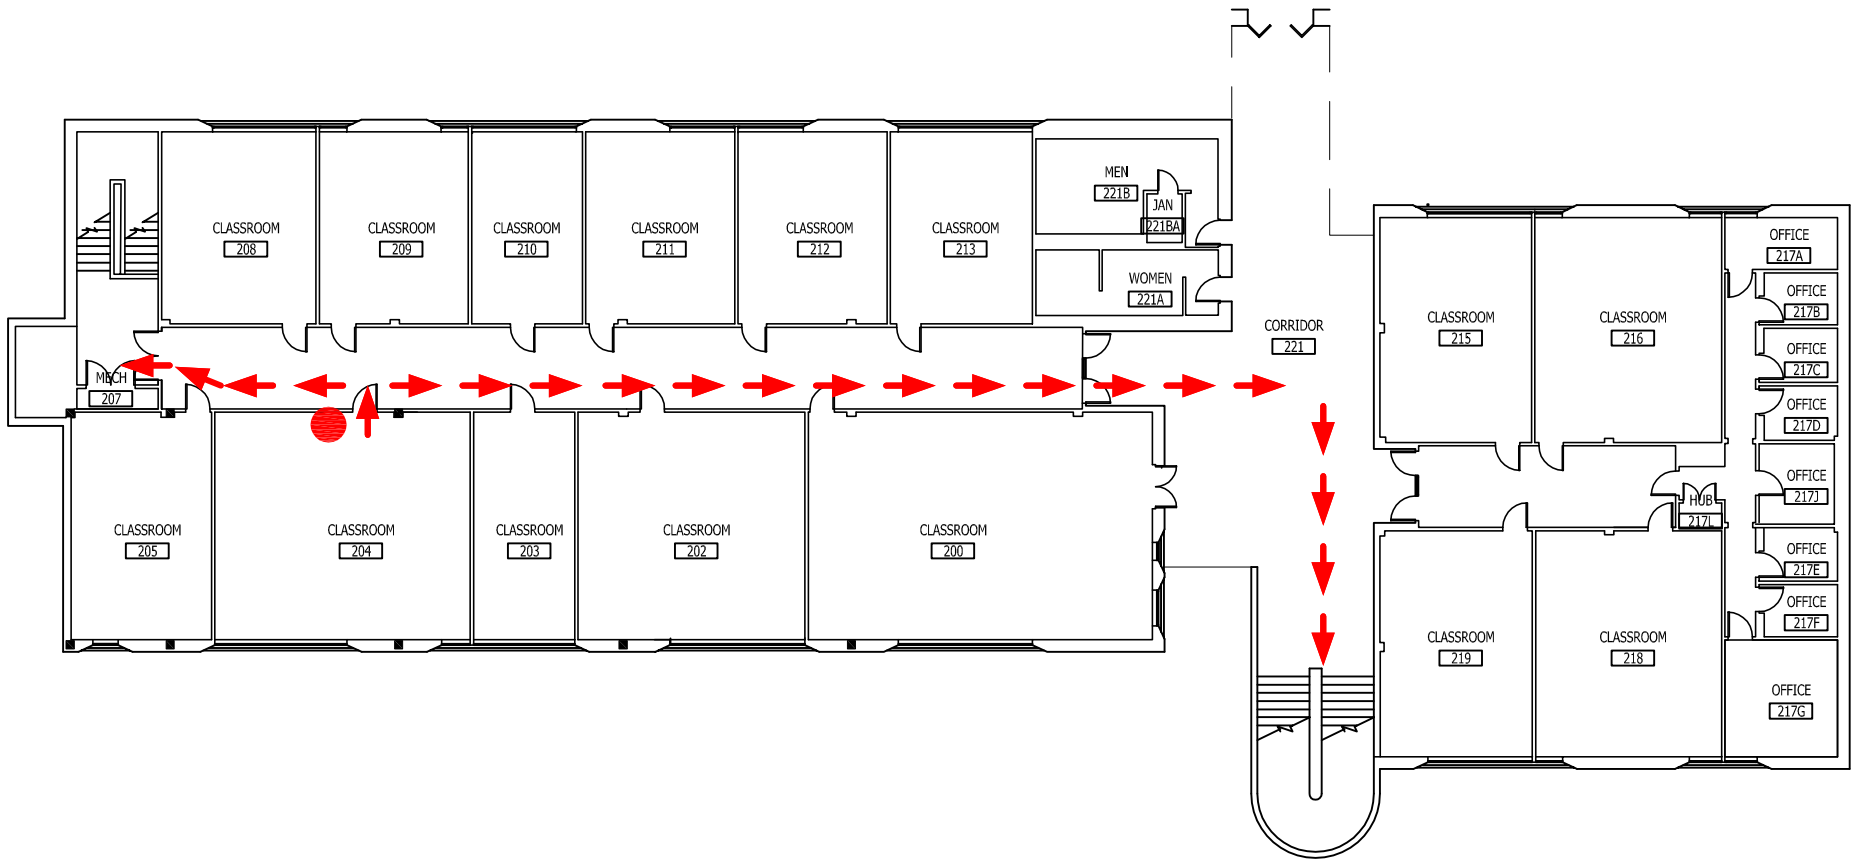 MEN
221B
JAN
221BA
CLASSROOM
208
CLASSROOM
209
CLASSROOM
210
CLASSROOM
211
CLASSROOM
212
CLASSROOM
213
WOMEN
221A
CORRIDOR
221
CLASSROOM
215
CLASSROOM
216
OFFICE
217A
OFFICE
217B
OFFICE
217C
OFFICE
217D
OFFICE
217J
HUB
217L
OFFICE
217E
OFFICE
217F
OFFICE
217G
MECH
207
CLASSROOM
205
CLASSROOM
204
CLASSROOM
203
CLASSROOM
202
CLASSROOM
200
CLASSROOM
219
CLASSROOM
218